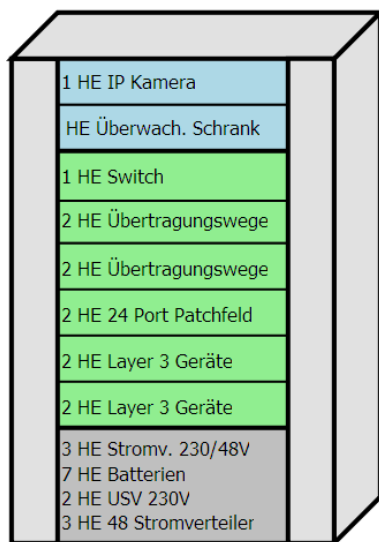 1 HE IP Kamera
HE Überwach. Schrank
1 HE Switch
2 HE Übertragungswege
2 HE Übertragungswege
2 HE 24 Port Patchfeld
2 HE Layer 3 Geräte
2 HE Layer 3 Geräte
3 HE Stromv. 230/48V
7 HE Batterien
2 HE USV 230V
3 HE 48 Stromverteiler